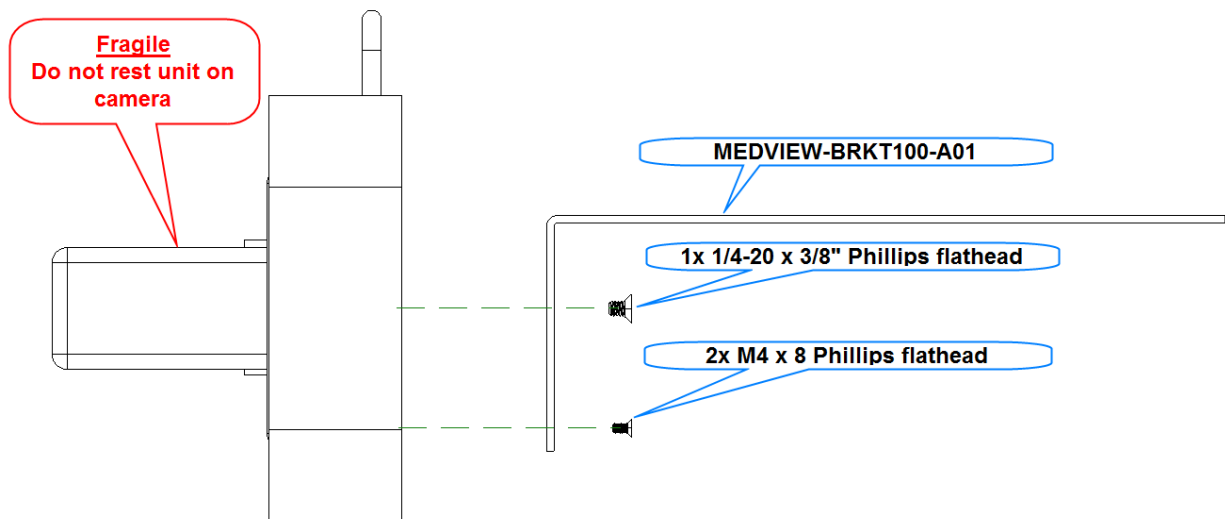 Fragile
Do not rest unit on
camera
MEDVIEW-BRKT100-A01
1x 1/4-20 x 3/8" Phillips flathead
2x M4 x 8 Phillips flathead